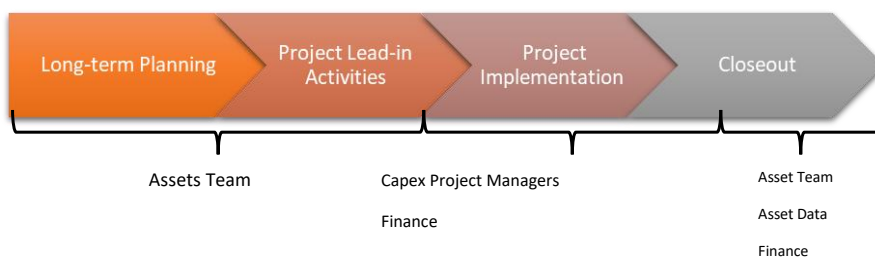 Long-term Planning
Project Lead-in
Activities
Project
Implementation
Closeout
Assets Team
Capex Project Managers
Finance
Asset Team
Asset Data
Finance